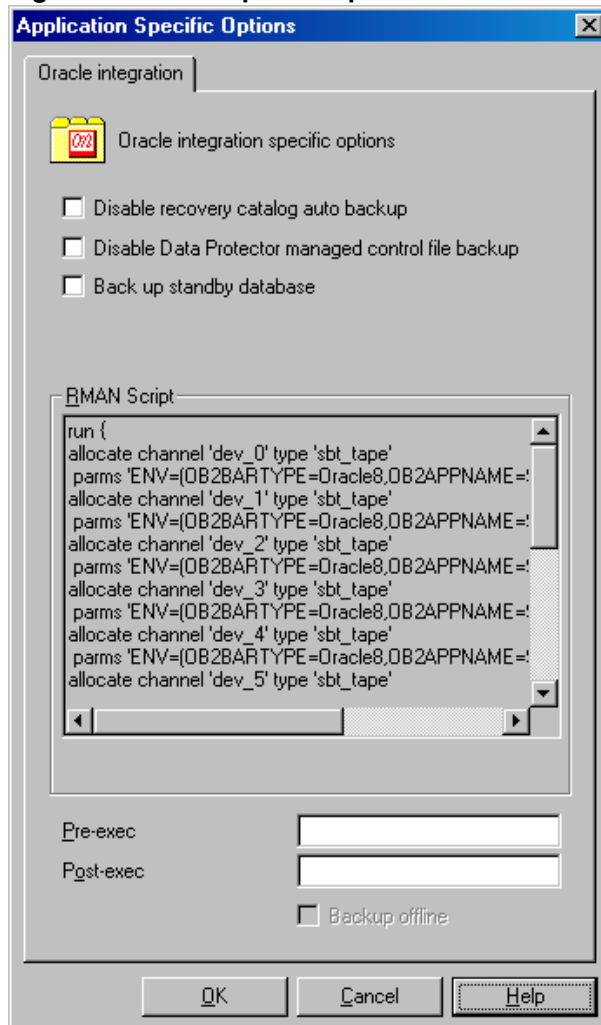 Application Specific Options
Oracle integration
Oracle integration specific options
Disable recovery catalog auto backup
Disable Data Protector managed control file backup
Back up standby database
RMAN Script
run {
allocate channel 'dev_0' type 'sbt_tape'
parms 'ENV=(OB2BARTYPE=Oracle8,OB2APPNAME=
allocate channel 'dev_1' type 'sbt_tape'
parms 'ENV=(OB2BARTYPE=Oracle8,OB2APPNAME=
allocate channel 'dev_2' type 'sbt_tape'
parms 'ENV=(OB2BARTYPE=Oracle8,OB2APPNAME=
allocate channel 'dev_3' type 'sbt_tape'
parms 'ENV=(OB2BARTYPE=Oracle8,OB2APPNAME=
allocate channel 'dev_4' type 'sbt_tape'
parms 'ENV=(OB2BARTYPE=Oracle8,OB2APPNAME=
allocate channel 'dev_5' type 'sbt_tape'
Pre-exec
Post-exec
Backup offline
OK Cancel Help